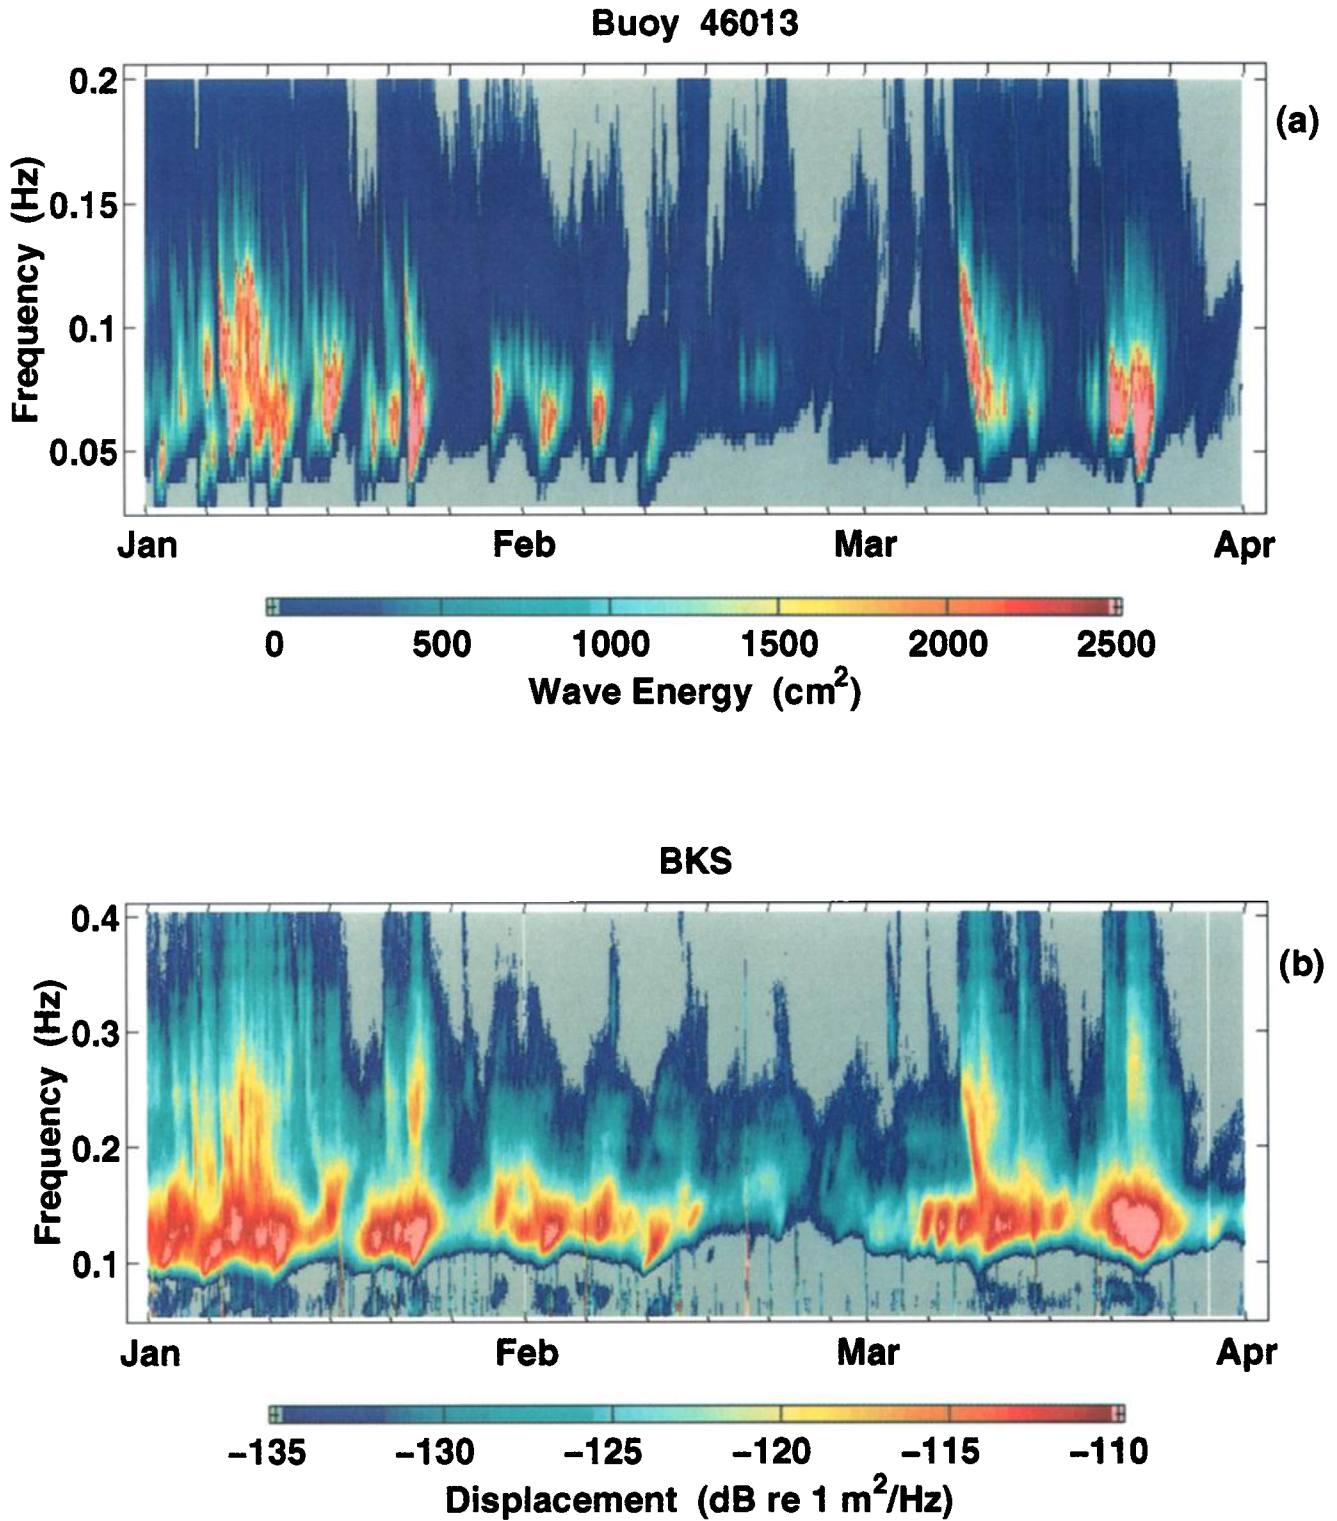 Buoy 46013
(a)
Frequency (Hz)
0.2
0.15
0.1
0.05
Jan Feb Mar Apr
0 500 1000 1500 2000 2500
Wave Energy (cm²)
BKS
(b)
Frequency (Hz)
0.4
0.3
0.2
0.1
Jan Feb Mar Apr
−135 −130 −125 −120 −115 −110
Displacement (dB re 1 m²/Hz)